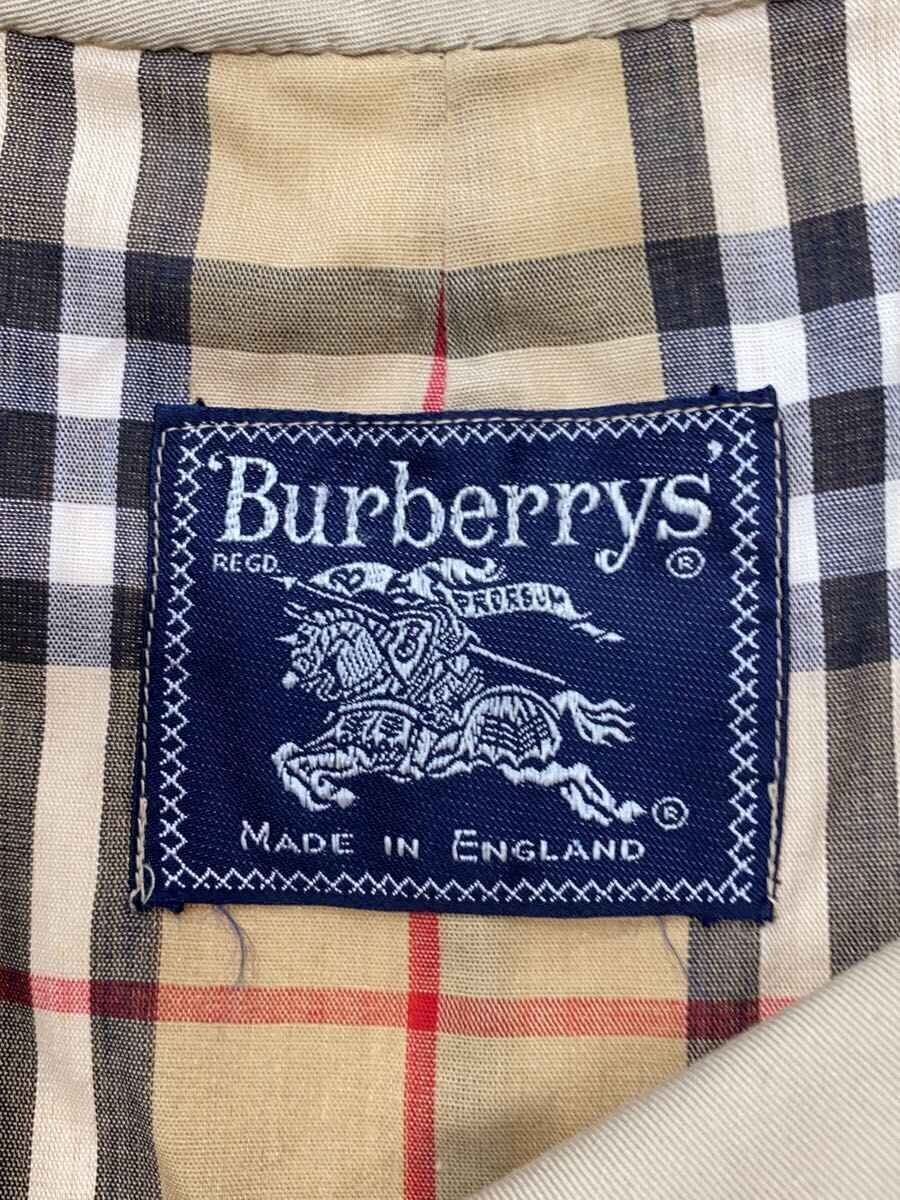 'Burberrys'
REGD. ®
PRORSUM
®
MADE IN ENGLAND